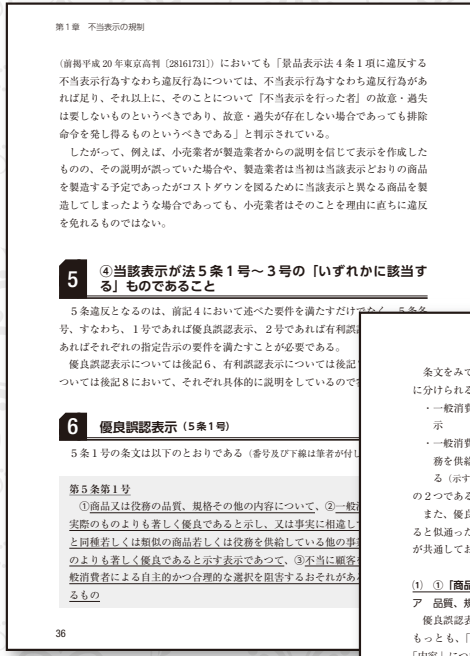 第1章 不当表示の規制
（前掲平成20年東京高判〔28161731〕）においても「景品表示法4条1項に違反する
不当表示行為すなわち違反行為については、不当表示行為すなわち違反行為があ
れば足り、それ以上に、そのことについて『不当表示を行った者』の故意・過失
は要しないものというべきであり、故意・過失が存在しない場合であっても排除
命令を発し得るものというべきである」と判示されている。
したがって、例えば、小売業者が製造業者からの説明を信じて表示を作成した
ものの、その説明が誤っていた場合や、製造業者は当初は当該表示どおりの商品
を製造する予定であったがコストダウンを図るために当該表示と異なる商品を製
造してしまったような場合であっても、小売業者はそのことを理由に直ちに違反
を免れるものではない。
5 ④当該表示が法5条1号～3号の「いずれかに該当す
る」ものであること
5条違反となるのは、前記4において述べた要件を満たすだけ
号、すなわち、1号であれば優良誤認表示、2号であれば有利誤
あればそれぞれの指定告示の要件を満たすことが必要である。
優良誤認表示については後記6、有利誤認表示については後記
ついては後記8において、それぞれ具体的に説明をしているので
6 優良誤認表示（5条1号）
5条1号の条文は以下のとおりである（番号及び下線は筆者が付し
第5条第1号
①商品又は役務の品質、規格その他の内容について、②一般
実際のものよりも著しく優良であると示し、又は事実に相違して
と同種若しくは類似の商品若しくは役務を供給している他の事
のよりも著しく優良であると示す表示であつて、③不当に顧客
般消費者による自主的かつ合理的な選択を阻害するおそれがあ
るもの
36
条文をみて
に分けられる
・一般消費
示
・一般消費
務を供給
る（示す
の2つである
また、優良
ると似通った
が共通してお
(1) ①「商品
ア 品質、規
優良誤認表
もっとも、「
「内容」につ